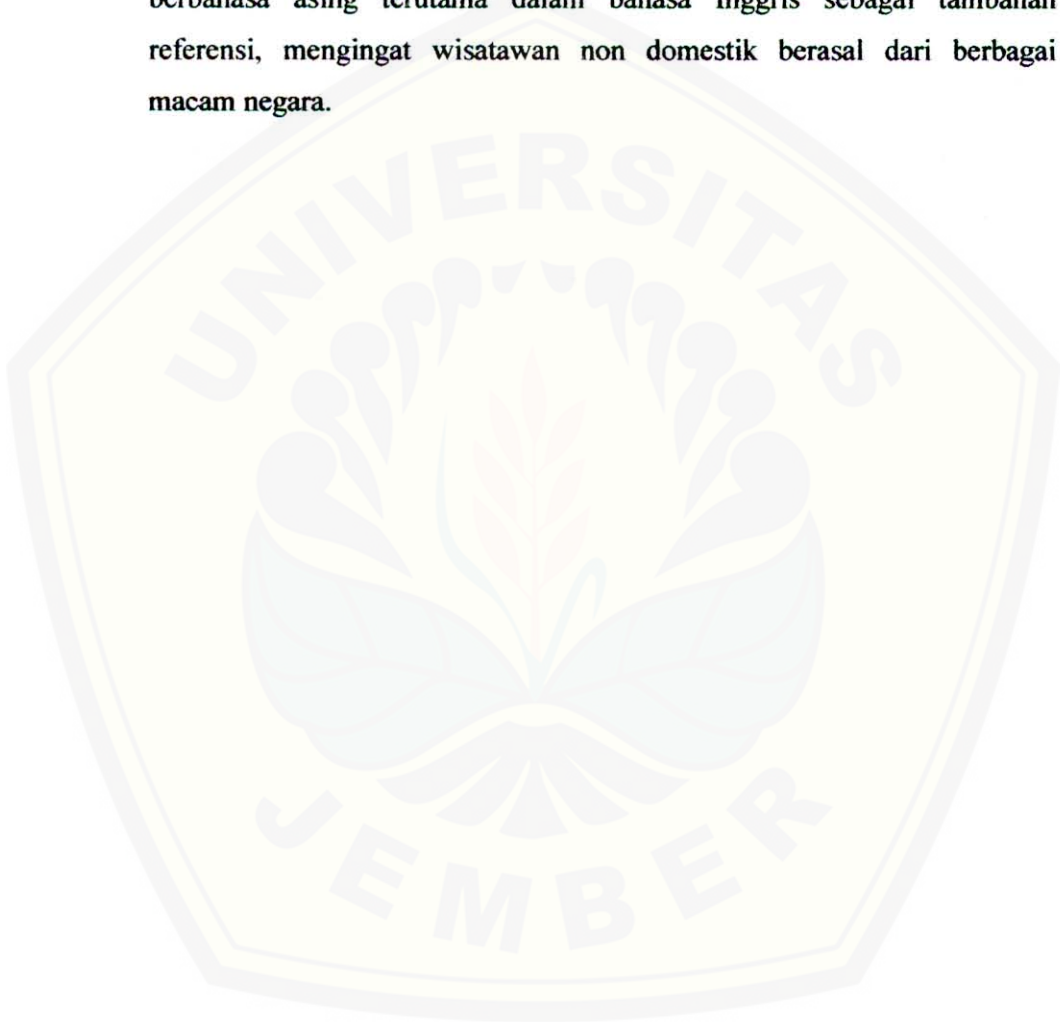 berbahasa asing terutama dalam bahasa Inggris sebagai tambahan
referensi, mengingat wisatawan non domestik berasal dari berbagai
macam negara.
UNIVERSITAS
JEMBER